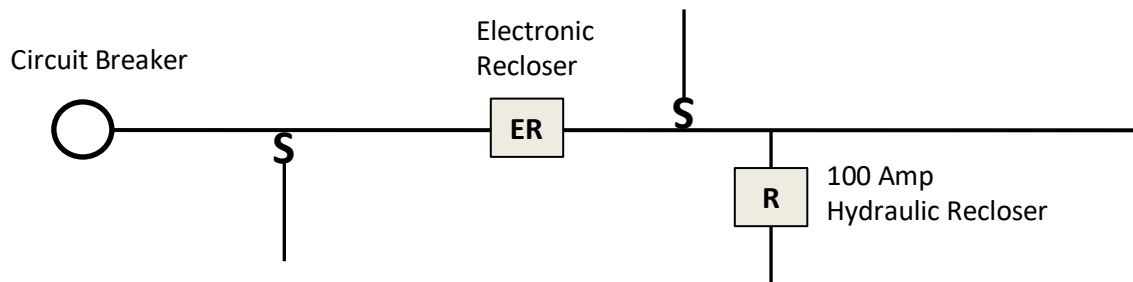 Circuit Breaker
Electronic
Recloser
ER
S
S
R
100 Amp
Hydraulic Recloser